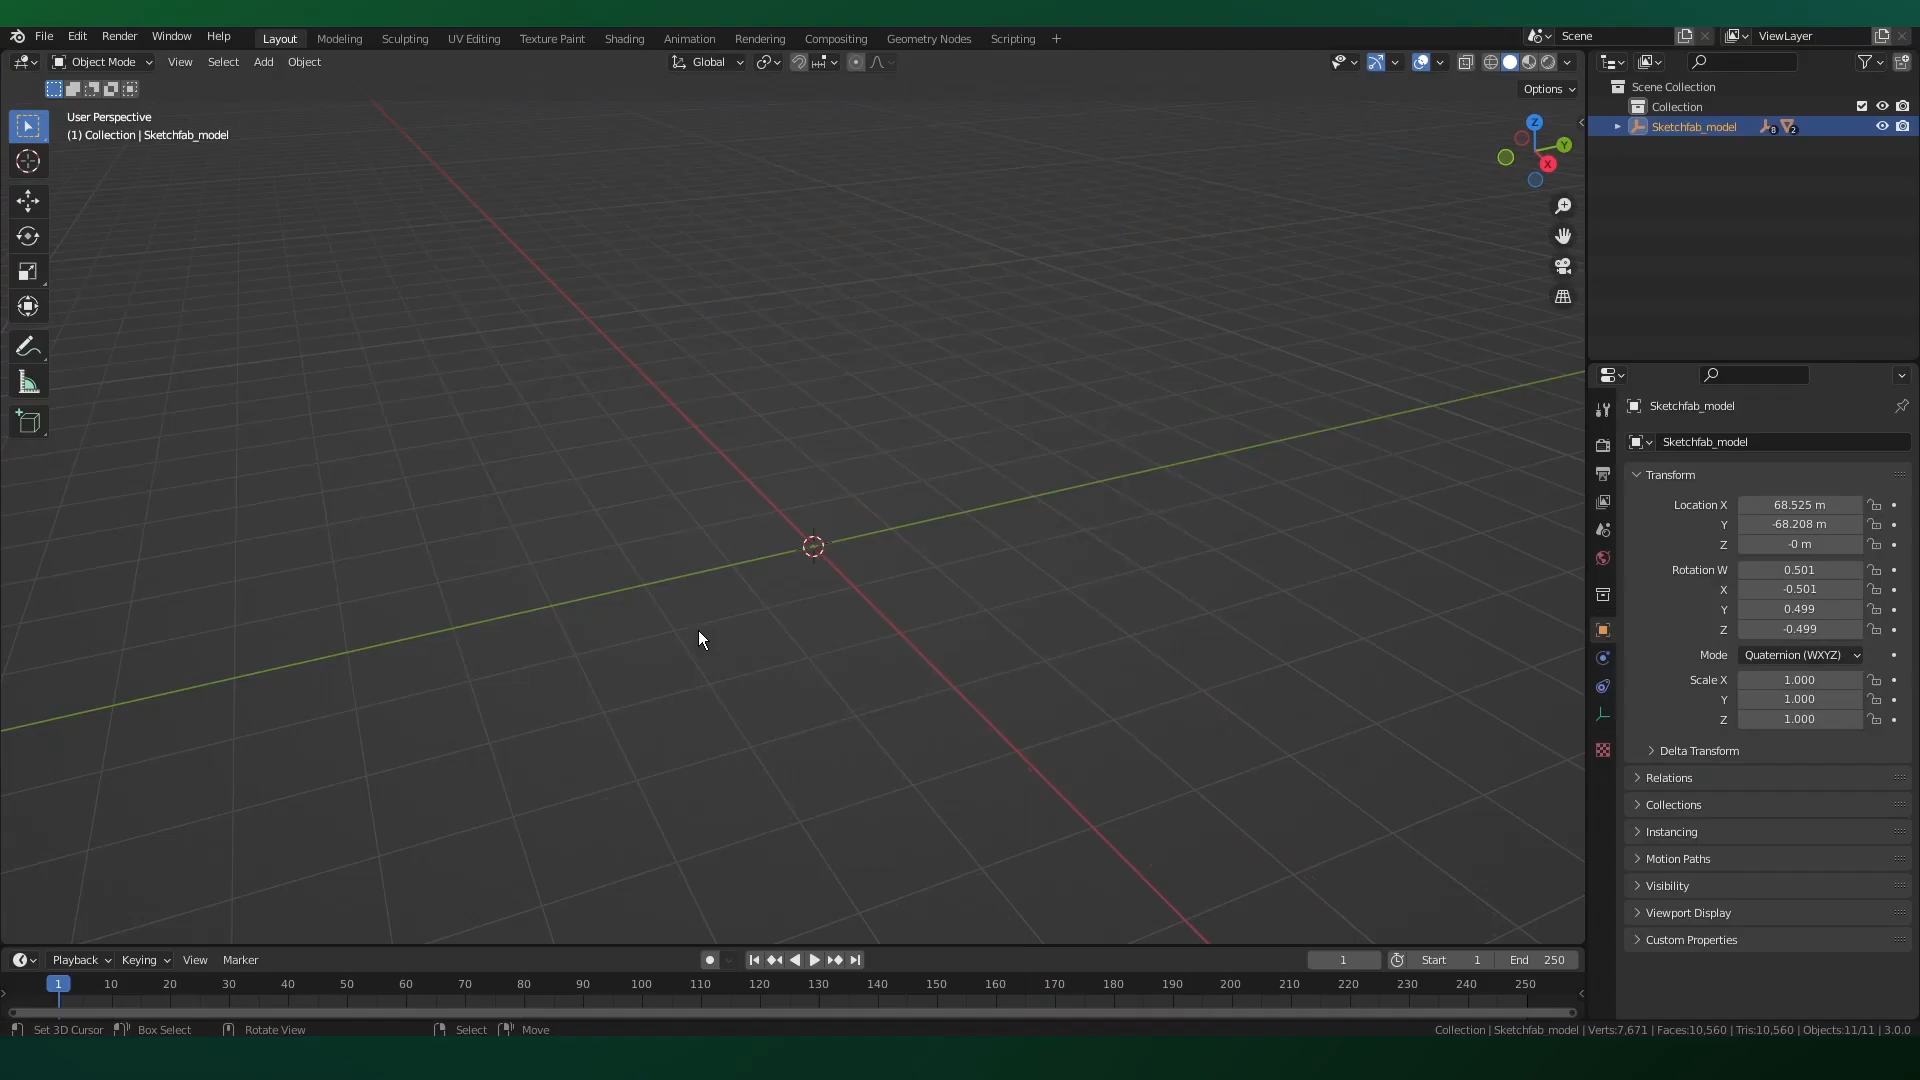 File Edit Render Window Help Layout Modeling Sculpting UV Editing Texture Paint Shading Animation Rendering Compositing Geometry Nodes Scripting + Scene ViewLayer
Object Mode View Select Add Object Global
Options
User Perspective
(1) Collection | Sketchfab_model
Z
Y
X
Scene Collection
Collection
Sketchfab_model 8 2
Sketchfab_model
Sketchfab_model
Transform
Location X 68.525 m
Y -68.208 m
Z -0 m
Rotation W 0.501
X -0.501
Y 0.499
Z -0.499
Mode Quaternion (WXYZ)
Scale X 1.000
Y 1.000
Z 1.000
Delta Transform
Relations
Collections
Instancing
Motion Paths
Visibility
Viewport Display
Custom Properties
Playback Keying View Marker 1 Start 1 End 250
1 10 20 30 40 50 60 70 80 90 100 110 120 130 140 150 160 170 180 190 200 210 220 230 240 250
Set 3D Cursor Box Select Rotate View Select Move Collection | Sketchfab_model | Verts:7,671 | Faces:10,560 | Tris:10,560 | Objects:11/11 | 3.0.0